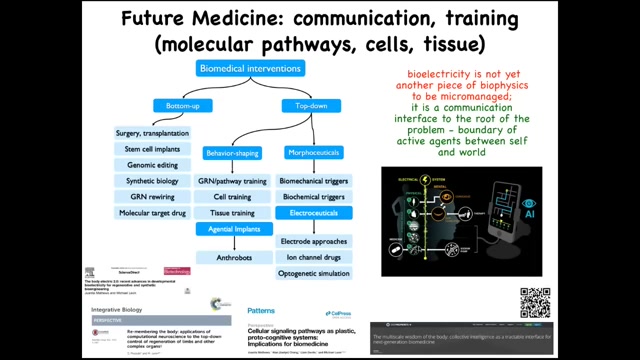 Future Medicine: communication, training
(molecular pathways, cells, tissue)
Biomedical interventions
Bottom-up
Top-down
Surgery, transplantation
Stem cell implants
Genomic editing
Synthetic biology
GRN rewiring
Molecular target drug
Behavior-shaping
GRN/pathway training
Cell training
Tissue training
Agential Implants
Anthrobots
Morphoceuticals
Biomechanical triggers
Biochemical triggers
Electroceuticals
Electrode approaches
Ion channel drugs
Optogenetic simulation
bioelectricity is not yet
another piece of biophysics
to be micromanaged;
it is a communication
interface to the root of the
problem - boundary of
active agents between self
and world
ELECTRICAL
SYSTEM
AI
ScienceDirect
Biotechnology
The body electric 2.0: recent advances in developmental
bioelectricity for regenerative and synthetic
bioengineering
Integrative Biology
PERSPECTIVE
Re-membering the body: applications of
computational neuroscience to the top-down
control of regeneration of limbs and other
complex organs
Patterns
CellPress
Perspective
Cellular signaling pathways as plastic,
proto-cognitive systems:
Implications for biomedicine
The multiscale wisdom of the body: collective intelligence as a tractable interface for
next-generation biomedicine